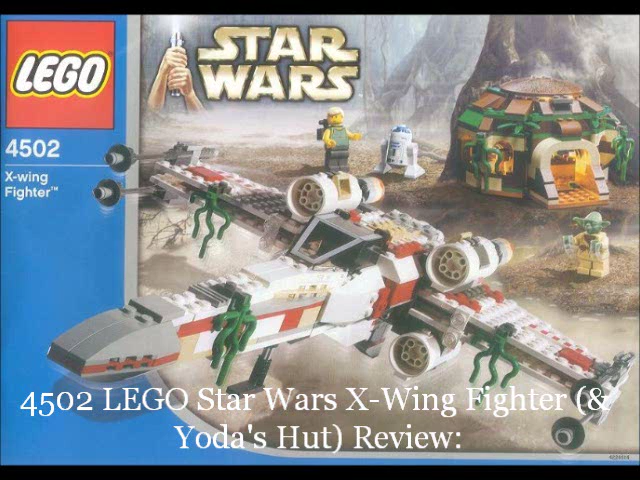 LEGO
STAR
WARS
4502
X-wing
Fighter™
4502 LEGO Star Wars X-Wing Fighter (&
Yoda's Hut) Review: